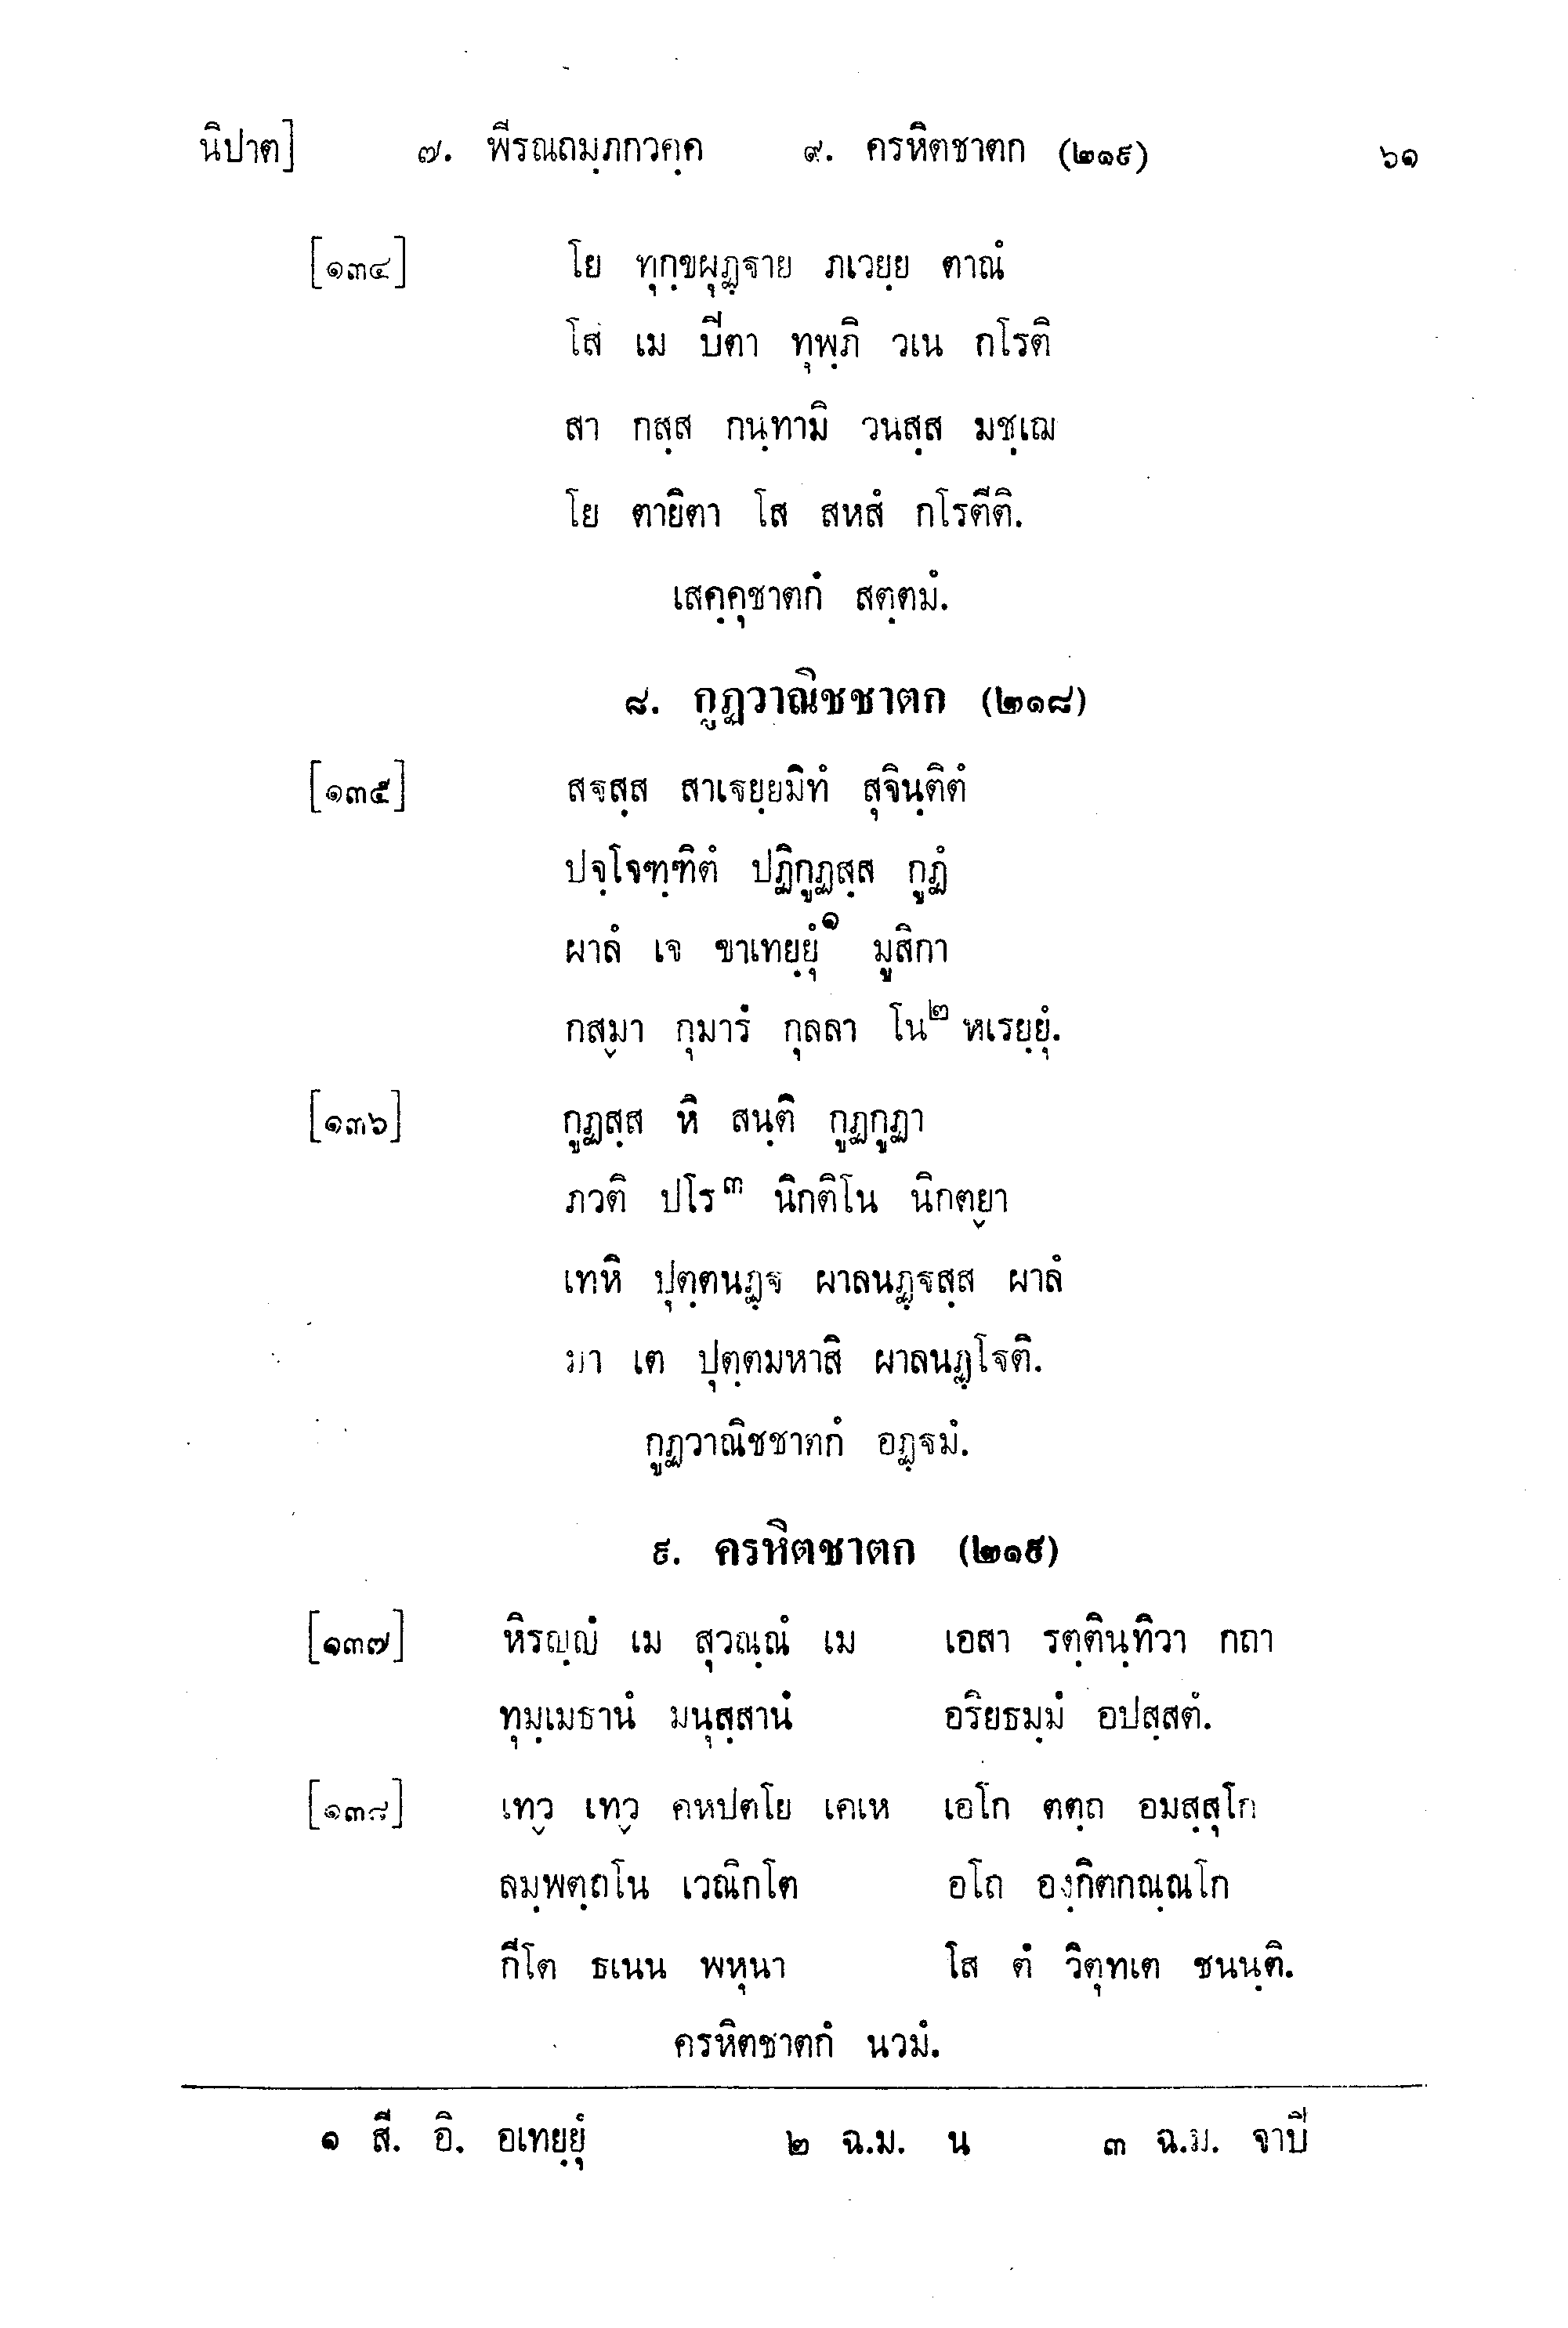 นิปาต] ๗. พีรณถมฺภกวคฺค ๙. ครหิตชาตก (๒๑๙) ๖๑
[๑๓๔] โย ทุกฺขผุฏฺฐาย ภเวยฺย ตาณํ
โส เม ปิตา ทุพฺภิ วเน กโรติ
สา กสฺส กนฺทามิ วนสฺส มชฺเฌ
โย ตายิตา โส สหสํ กโรตีติ.
เสคฺคุชาตกํ สตฺตมํ.
๘. กูฏวาณิชชาตก (๒๑๘)
[๑๓๕] สฐสฺส สาเฐยฺยมิทํ สุจินฺติตํ
ปจฺโจฑฺฑิตํ ปฏิกูฏสฺส กูฏํ
ผาลํ เจ ขาเทยฺยุํ๑ มูสิกา
กสฺมา กุมารํ กุลลา โน๒ หเรยฺยุํ.
[๑๓๖] กูฏสฺส หิ สนฺติ กูฏกูฏา
ภวติ ปโร๓ นิกติโน นิกตฺยา
เทหิ ปุตฺตนฏฺฐ ผาลนฏฺฐสฺส ผาลํ
มา เต ปุตฺตมหาสิ ผาลนฏฺโฐติ.
กูฏวาณิชชาตกํ อฏฺฐมํ.
๙. ครหิตชาตก (๒๑๙)
[๑๓๗] หิรญฺญํ เม สุวณฺณํ เม เอสา รตฺตินฺทิวา กถา
ทุมฺเมธานํ มนุสฺสานํ อริยธมฺมํ อปสฺสตํ.
[๑๓๘] เทฺว เทฺว คหปตโย เคเห เอโก ตตฺถ อมสฺสุโก
ลมฺพตฺถโน เวณิกโต อโถ องฺกิตกณฺณโก
กีโต ธเนน พหุนา โส ตํ วิตุทเต ชนนฺติ.
ครหิตชาตกํ นวมํ.
๑ สี. อิ. อเทยฺยุํ ๒ ฉ.ม. น ๓ ฉ.ม. จาปิ